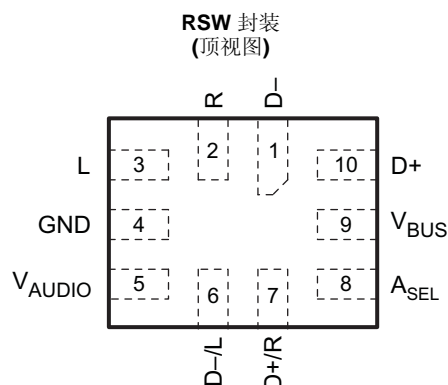 RSW 封装
(顶视图)
R
D–
L
3
2
1
10
D+
GND
4
9
VBUS
VAUDIO
5
6
7
8
ASEL
D–/L
D+/R